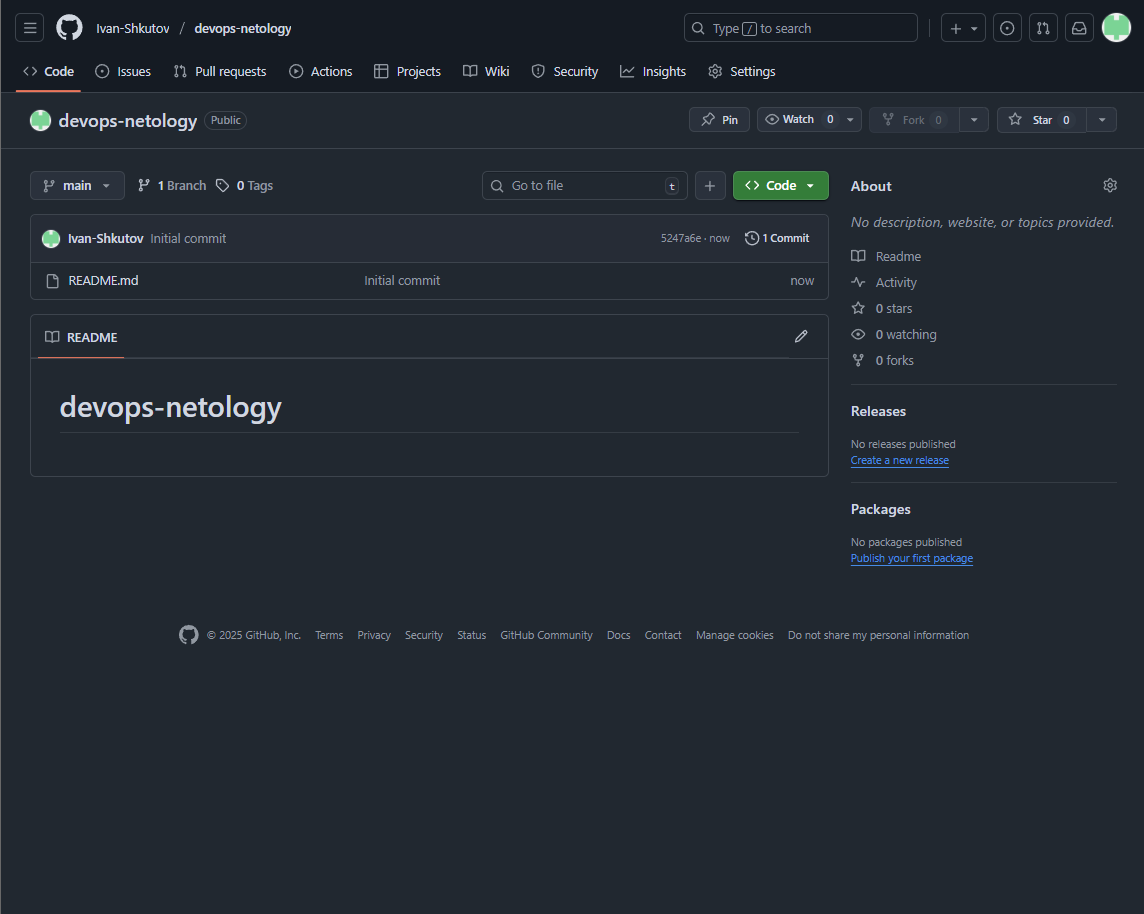 Ivan-Shkutov / devops-netology Type / to search
Code Issues Pull requests Actions Projects Wiki Security Insights Settings
devops-netology Public Pin Watch 0 Fork 0 Star 0
main 1 Branch 0 Tags Go to file t Code
Ivan-Shkutov Initial commit 5247a6e · now 1 Commit
README.md Initial commit now
README
devops-netology
About
No description, website, or topics provided.
Readme
Activity
0 stars
0 watching
0 forks
Releases
No releases published
Create a new release
Packages
No packages published
Publish your first package
© 2025 GitHub, Inc. Terms Privacy Security Status GitHub Community Docs Contact Manage cookies Do not share my personal information